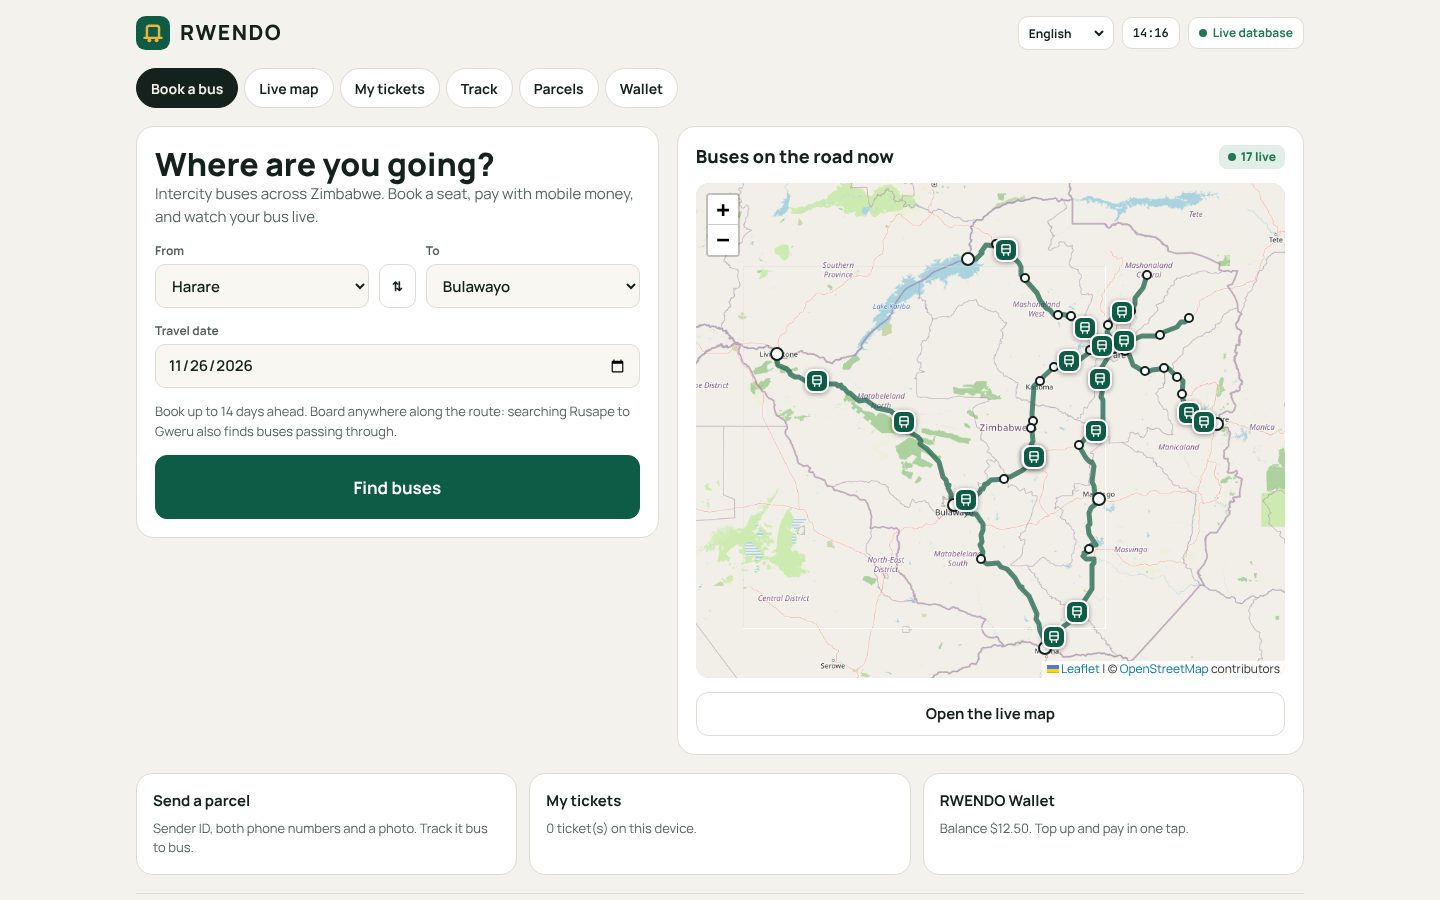 RWENDO
English
14:16
Live database
Book a bus
Live map
My tickets
Track
Parcels
Wallet
Where are you going?
Intercity buses across Zimbabwe. Book a seat, pay with mobile money,
and watch your bus live.
From
To
Harare
⇅
Bulawayo
Travel date
11/26/2026
Book up to 14 days ahead. Board anywhere along the route: searching Rusape to
Gweru also finds buses passing through.
Find buses
Buses on the road now
17 live
+
−
Tete
Tete
Southern
Province
Lake Kariba
Mashonaland
West
Matabeleland
North
Zimbabwe
Manicaland
Manica
Masvingo
Matabeleland
South
North-East
District
Central District
Serowe
Leaflet | © OpenStreetMap contributors
Open the live map
Send a parcel
Sender ID, both phone numbers and a photo. Track it bus
to bus.
My tickets
0 ticket(s) on this device.
RWENDO Wallet
Balance $12.50. Top up and pay in one tap.